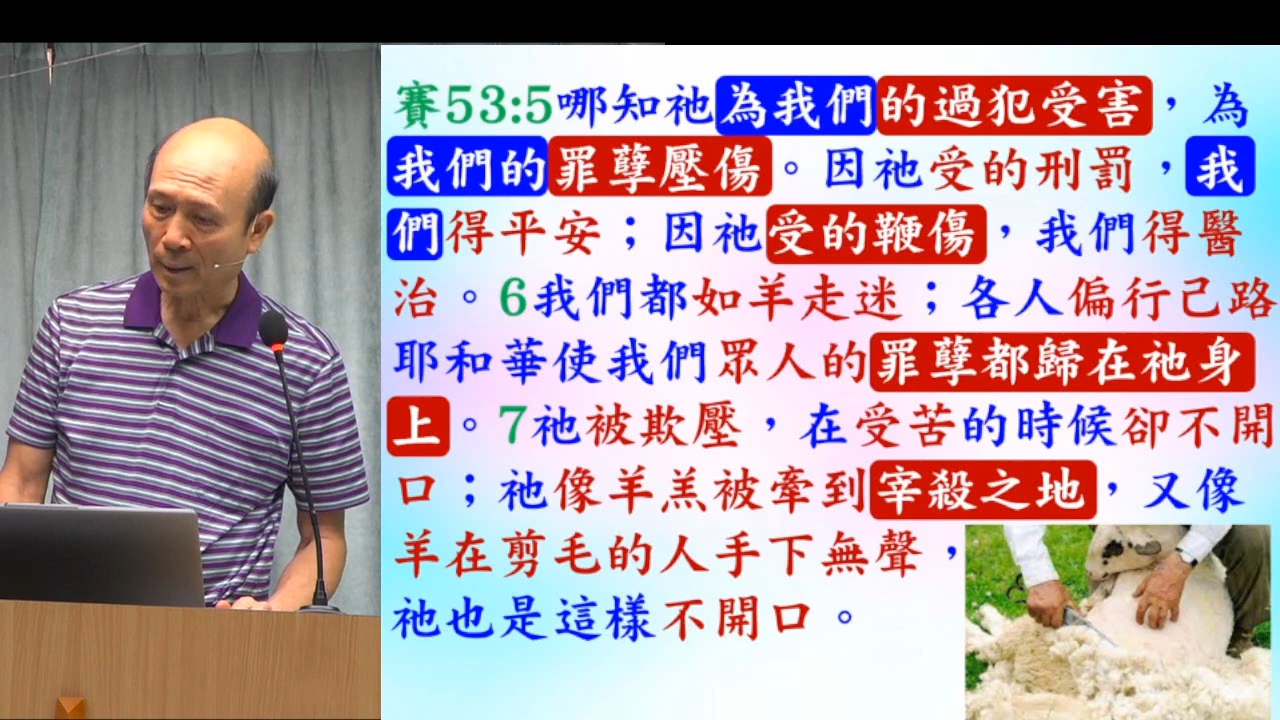 賽53:5哪知祂為我們的過犯受害，為
我們的罪孽壓傷。因祂受的刑罰，我
們得平安；因祂受的鞭傷，我們得醫
治。6我們都如羊走迷；各人偏行己路
耶和華使我們眾人的罪孽都歸在祂身
上。7祂被欺壓，在受苦的時候卻不開
口；祂像羊羔被牽到宰殺之地，又像
羊在剪毛的人手下無聲，
祂也是這樣不開口。